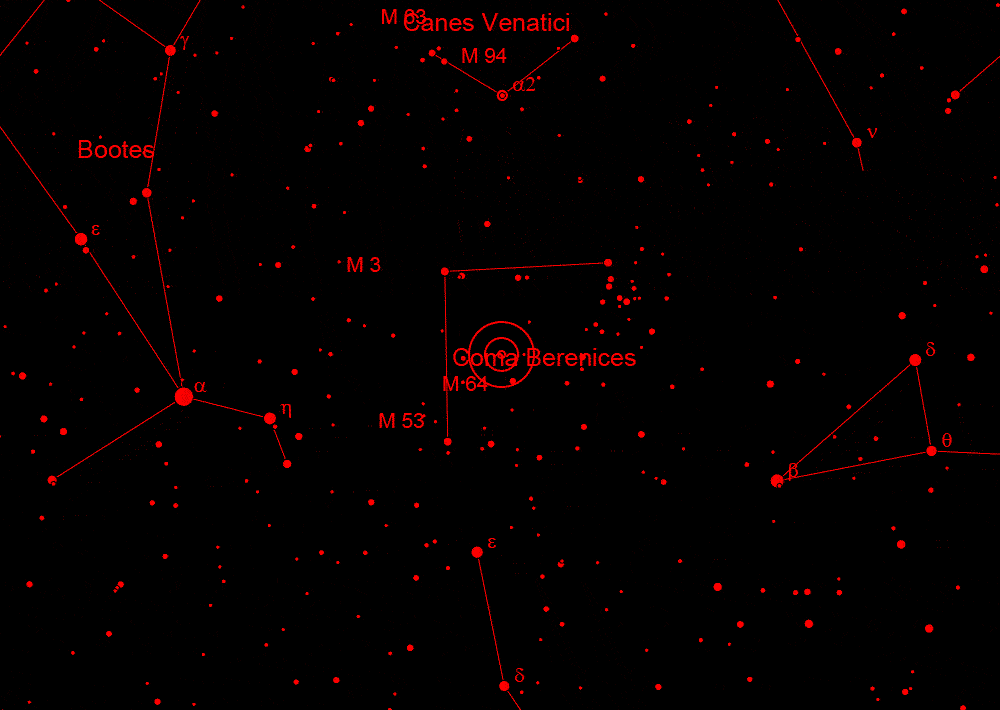 M 63
Canes Venatici
γ
M 94
α2
ν
Bootes
ε
M 3
δ
Coma Berenices
α
M 64
η
M 53
θ
β
ε
δ